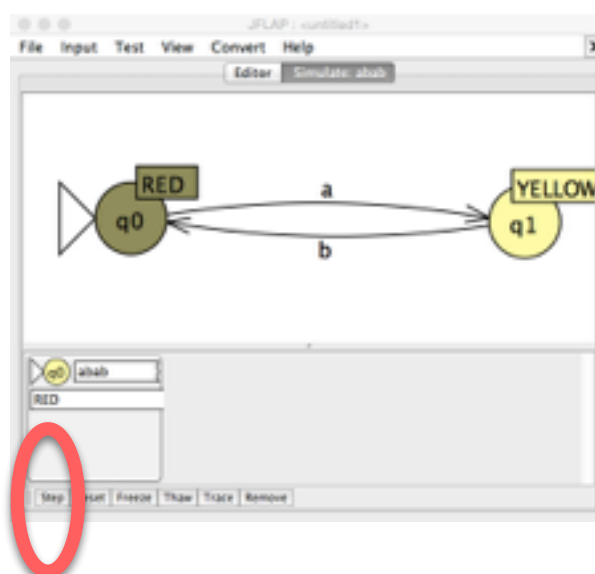 JFLAP : <untitled1>
File Input Test View Convert Help
Editor Simulate: abab
RED
q0
a
b
YELLOW
q1
q0 abab
RED
Step Reset Freeze Thaw Trace Remove